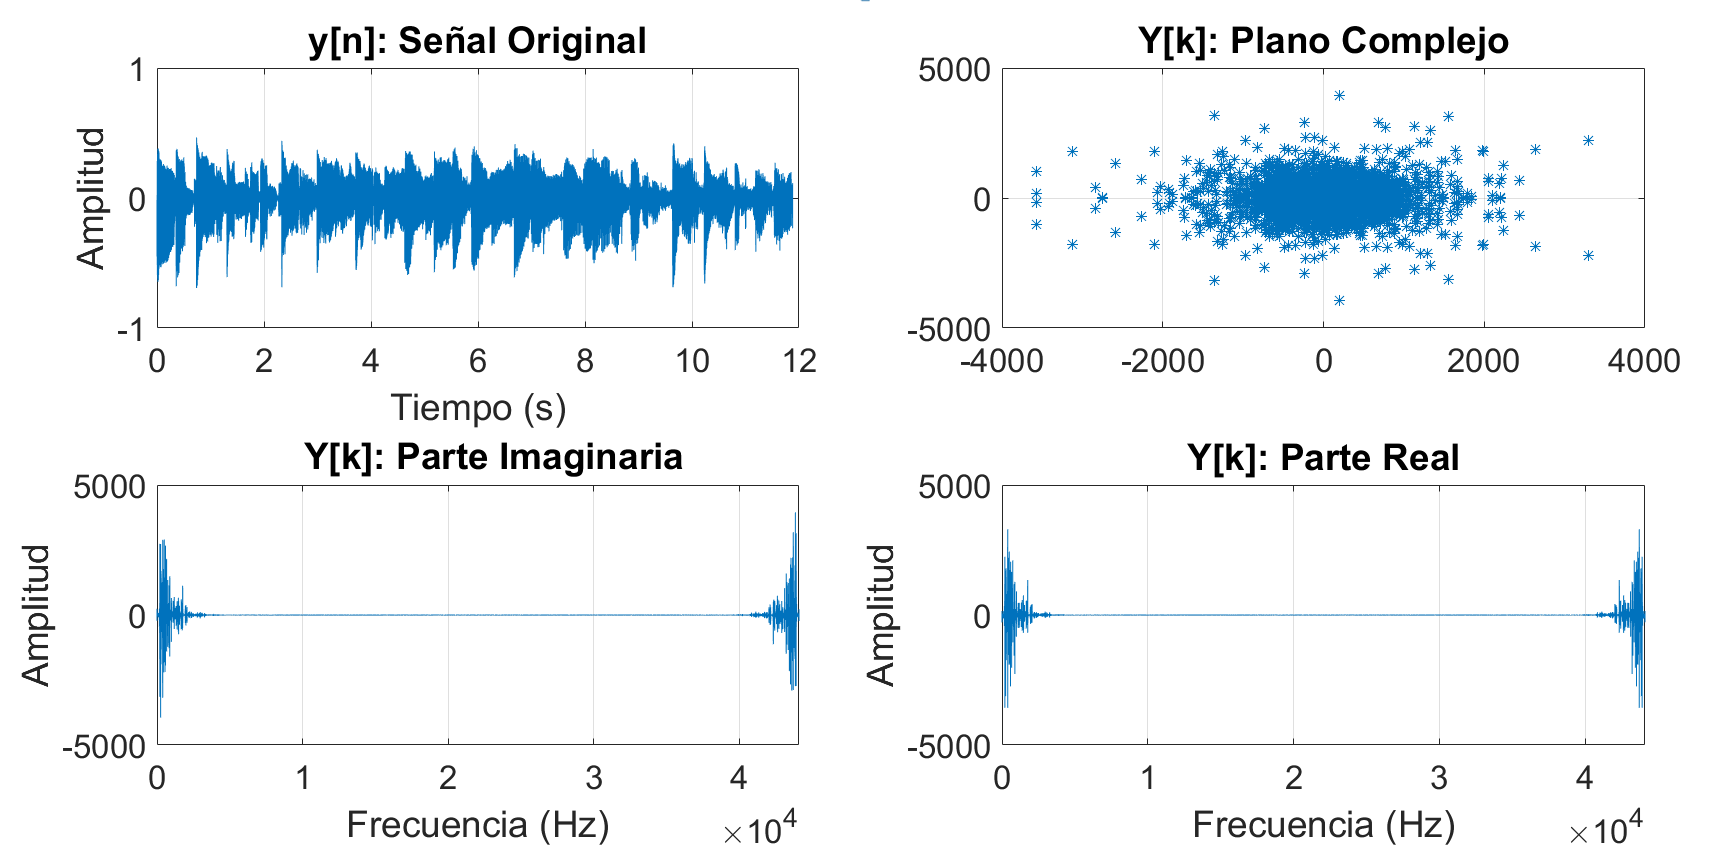 y[n]: Señal Original
Amplitud
1
0
-1
0 2 4 6 8 10 12
Tiempo (s)
Y[k]: Plano Complejo
5000
0
-5000
-4000 -2000 0 2000 4000
Y[k]: Parte Imaginaria
Amplitud
5000
0
-5000
0 1 2 3 4
Frecuencia (Hz) ×10⁴
Y[k]: Parte Real
Amplitud
5000
0
-5000
0 1 2 3 4
Frecuencia (Hz) ×10⁴